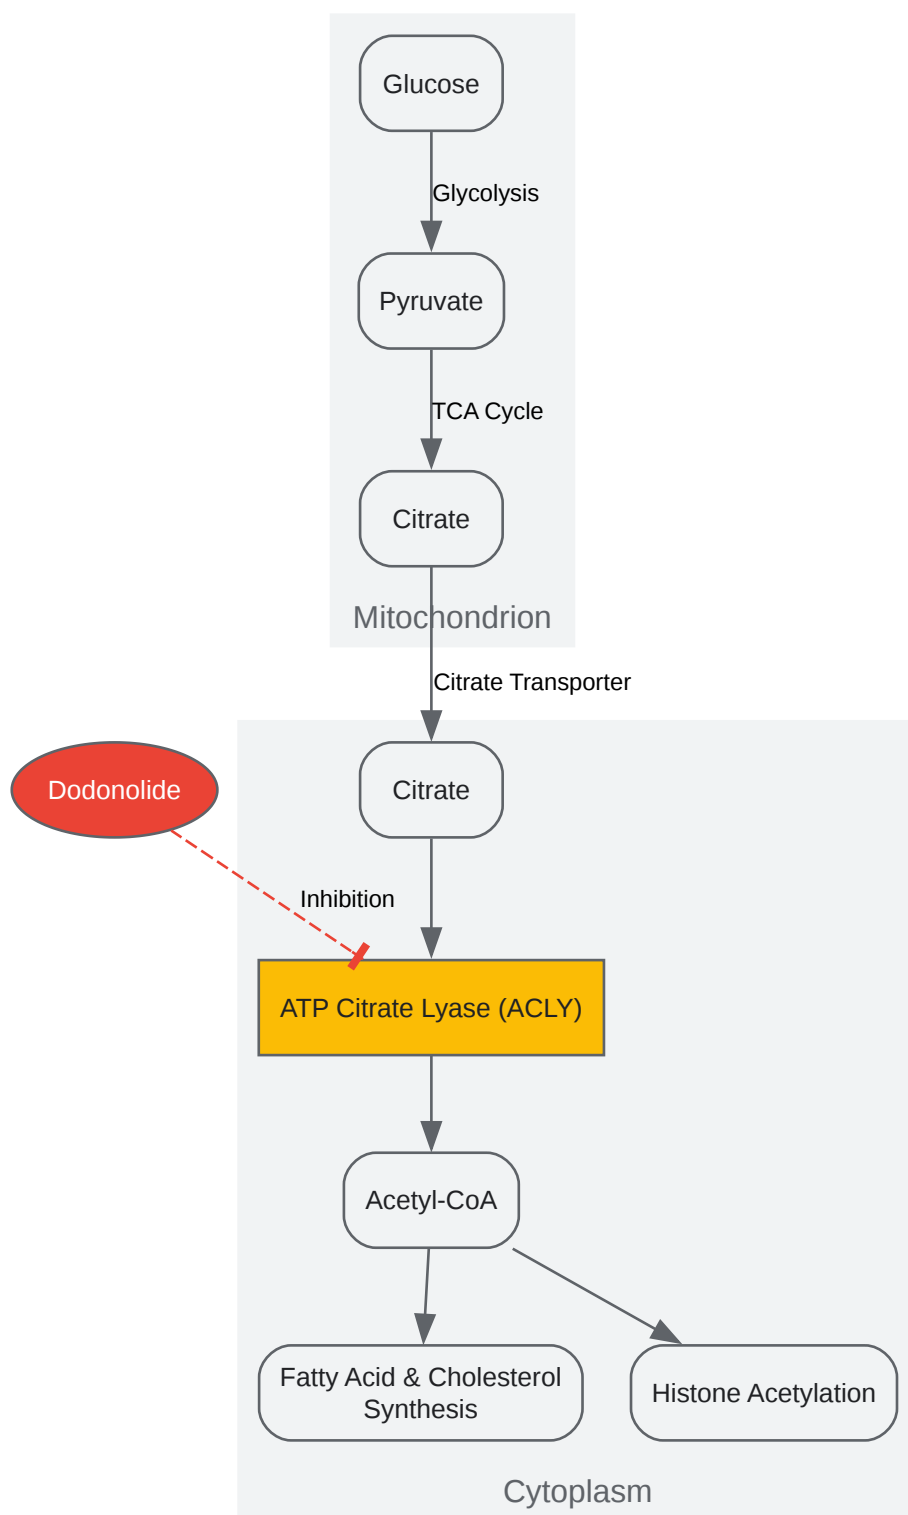 Glucose
Glycolysis
Pyruvate
TCA Cycle
Citrate
Mitochondrion
Citrate Transporter
Dodonolide
Citrate
Inhibition
ATP Citrate Lyase (ACLY)
Acetyl-CoA
Fatty Acid & Cholesterol
Synthesis
Histone Acetylation
Cytoplasm